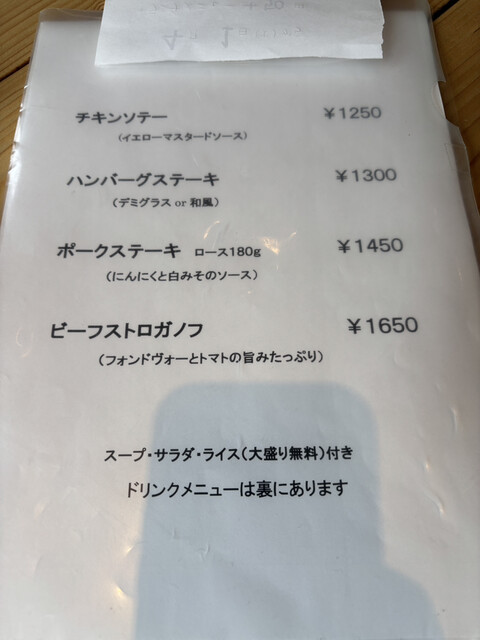 チキンソテー ￥1250
（イエローマスタードソース）
ハンバーグステーキ ￥1300
（デミグラス or 和風）
ポークステーキ ロース180g ￥1450
（にんにくと白みそのソース）
ビーフストロガノフ ￥1650
（フォンドヴォーとトマトの旨みたっぷり）
スープ・サラダ・ライス（大盛り無料）付き
ドリンクメニューは裏にあります